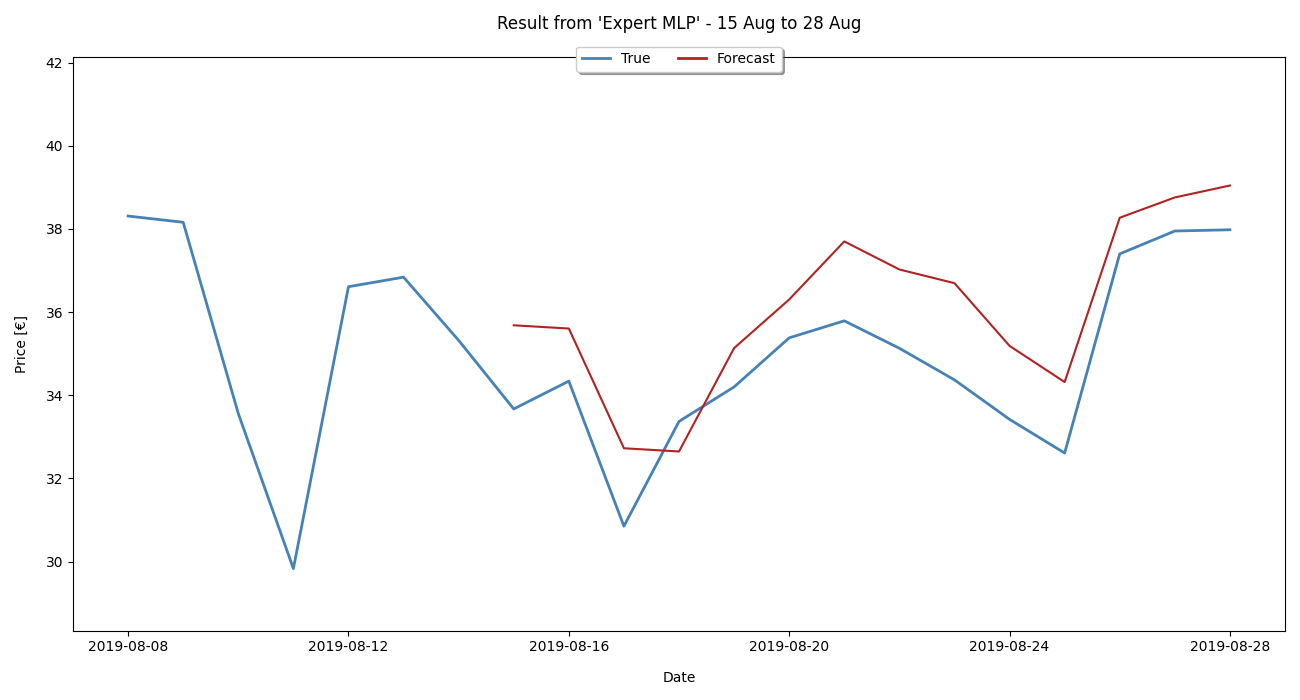 Result from 'Expert MLP' - 15 Aug to 28 Aug
True Forecast
42
40
38
36
34
32
30
Price [€]
2019-08-08 2019-08-12 2019-08-16 2019-08-20 2019-08-24 2019-08-28
Date